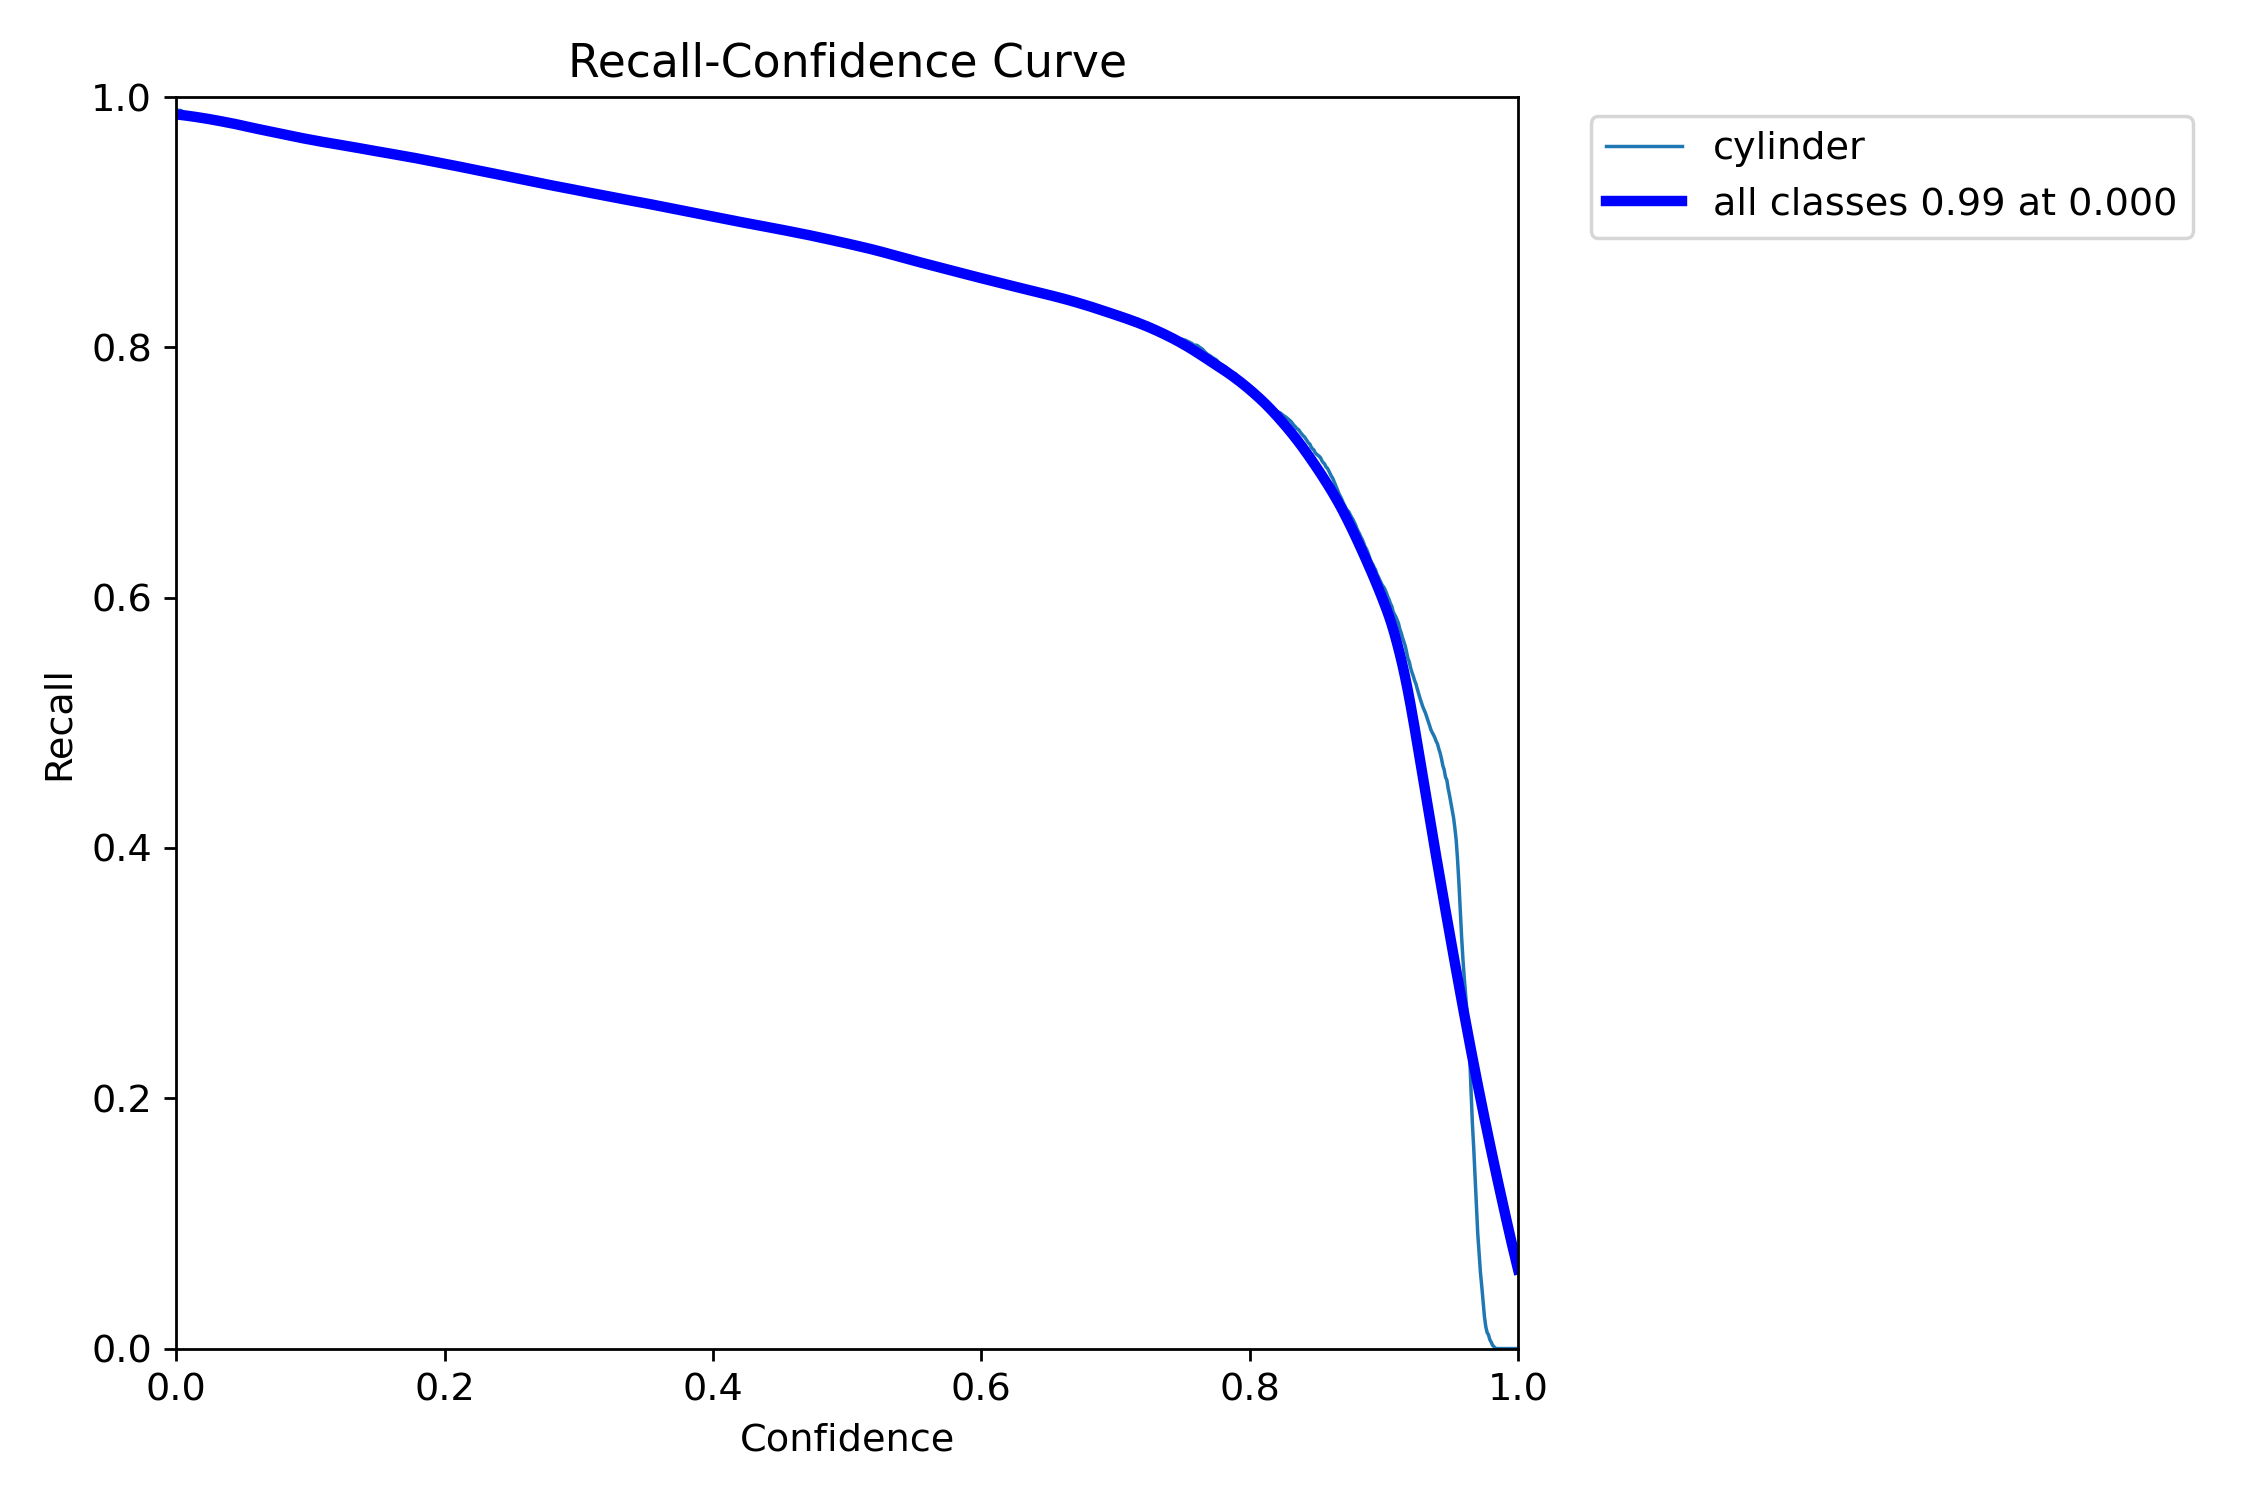 Recall-Confidence Curve
1.0
0.8
0.6
0.4
0.2
0.0
Recall
0.0 0.2 0.4 0.6 0.8 1.0
Confidence
cylinder
all classes 0.99 at 0.000